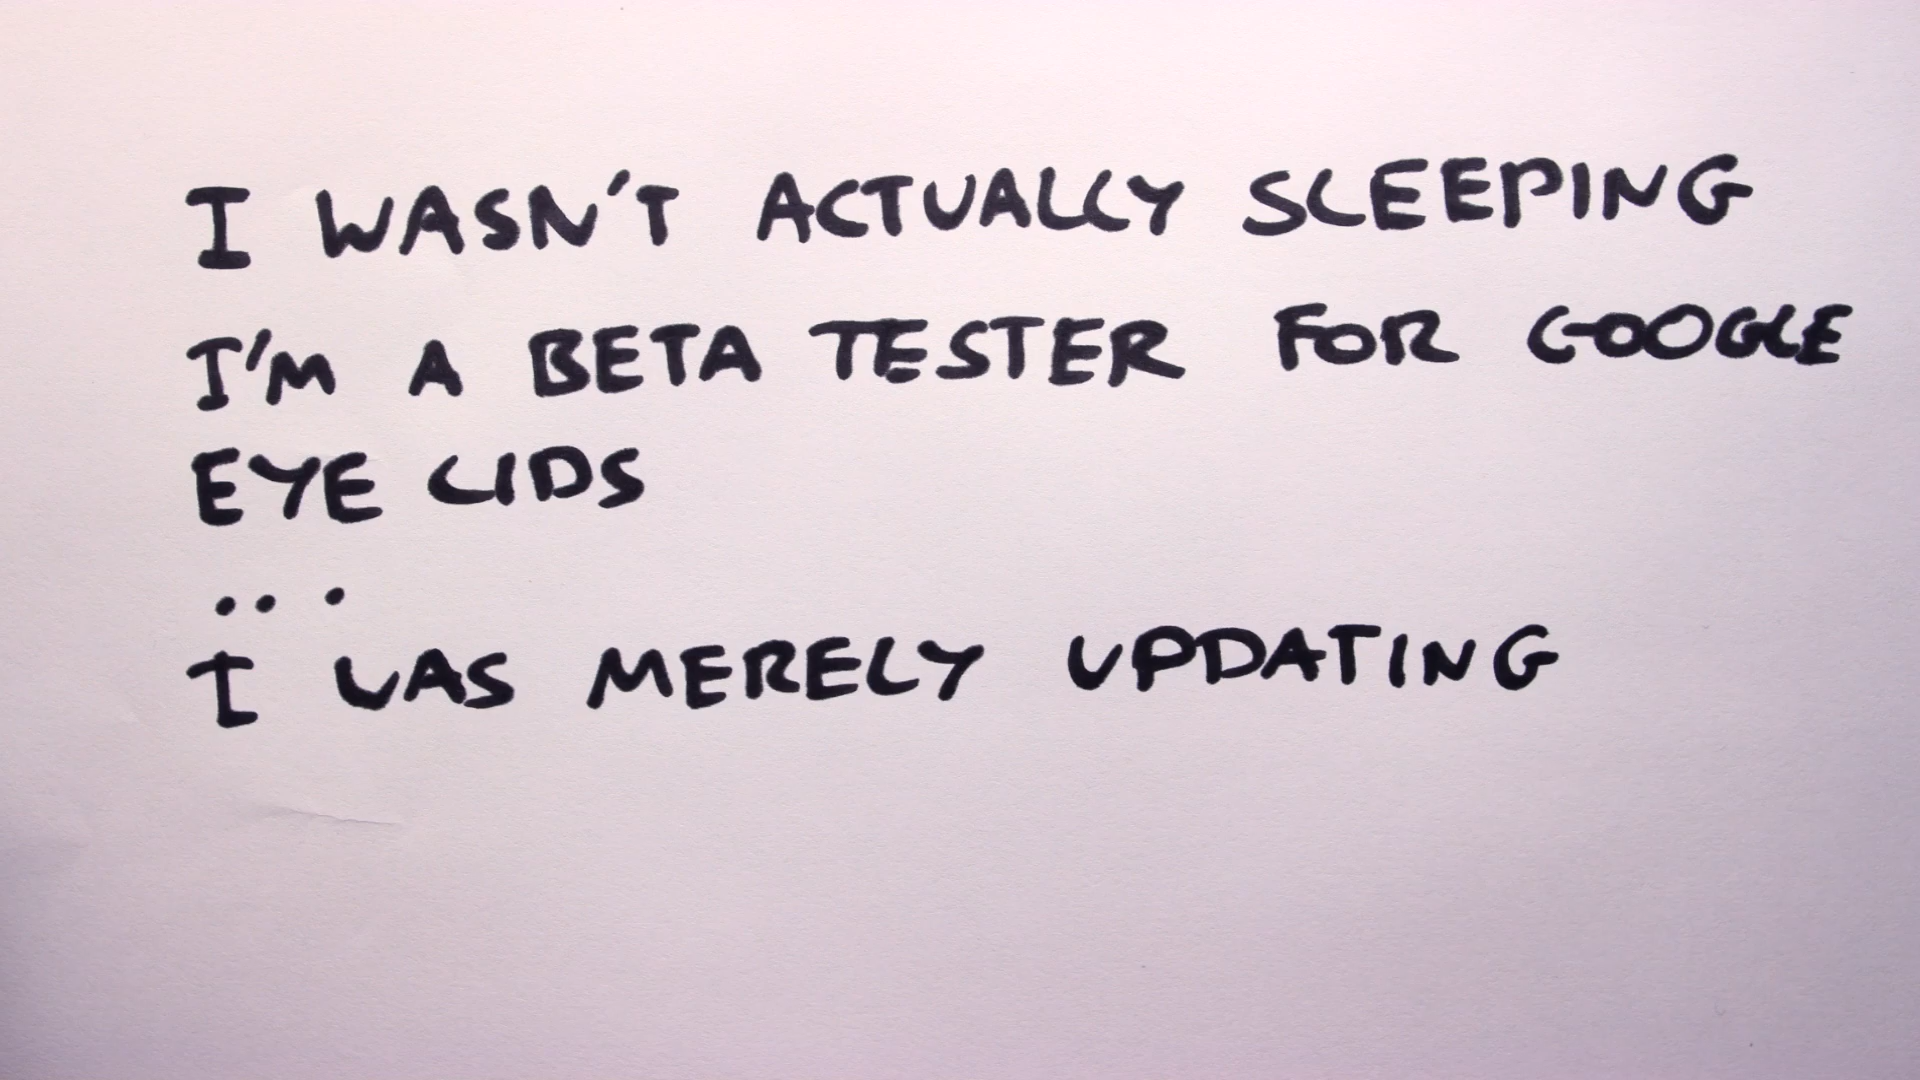 I WASN'T ACTUALLY SLEEPING
I'M A BETA TESTER FOR GOOGLE
EYE LIDS
...
I WAS MERELY UPDATING